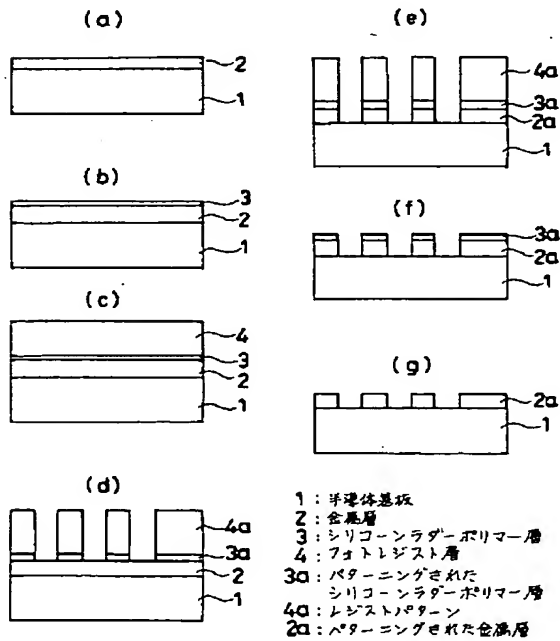 (a)
2
1
(b)
3
2
1
(c)
4
3
2
1
(d)
4a
3a
2
1
(e)
4a
3a
2a
1
(f)
3a
2a
1
(g)
2a
1
1 : 半導体基板
2 : 金属層
3 : シリコーンラダーポリマー層
4 : フォトレジスト層
3a : パターニングされた
シリコーンラダーポリマー層
4a : レジストパターン
2a : パターニングされた金属層